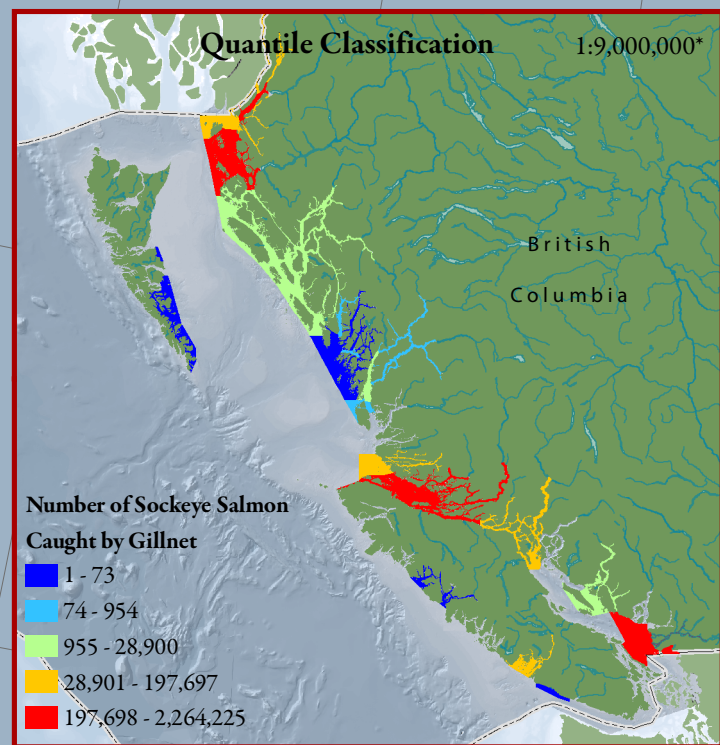 Quantile Classification
1:9,000,000*
British
Columbia
Number of Sockeye Salmon
Caught by Gillnet
1 - 73
74 - 954
955 - 28,900
28,901 - 197,697
197,698 - 2,264,225